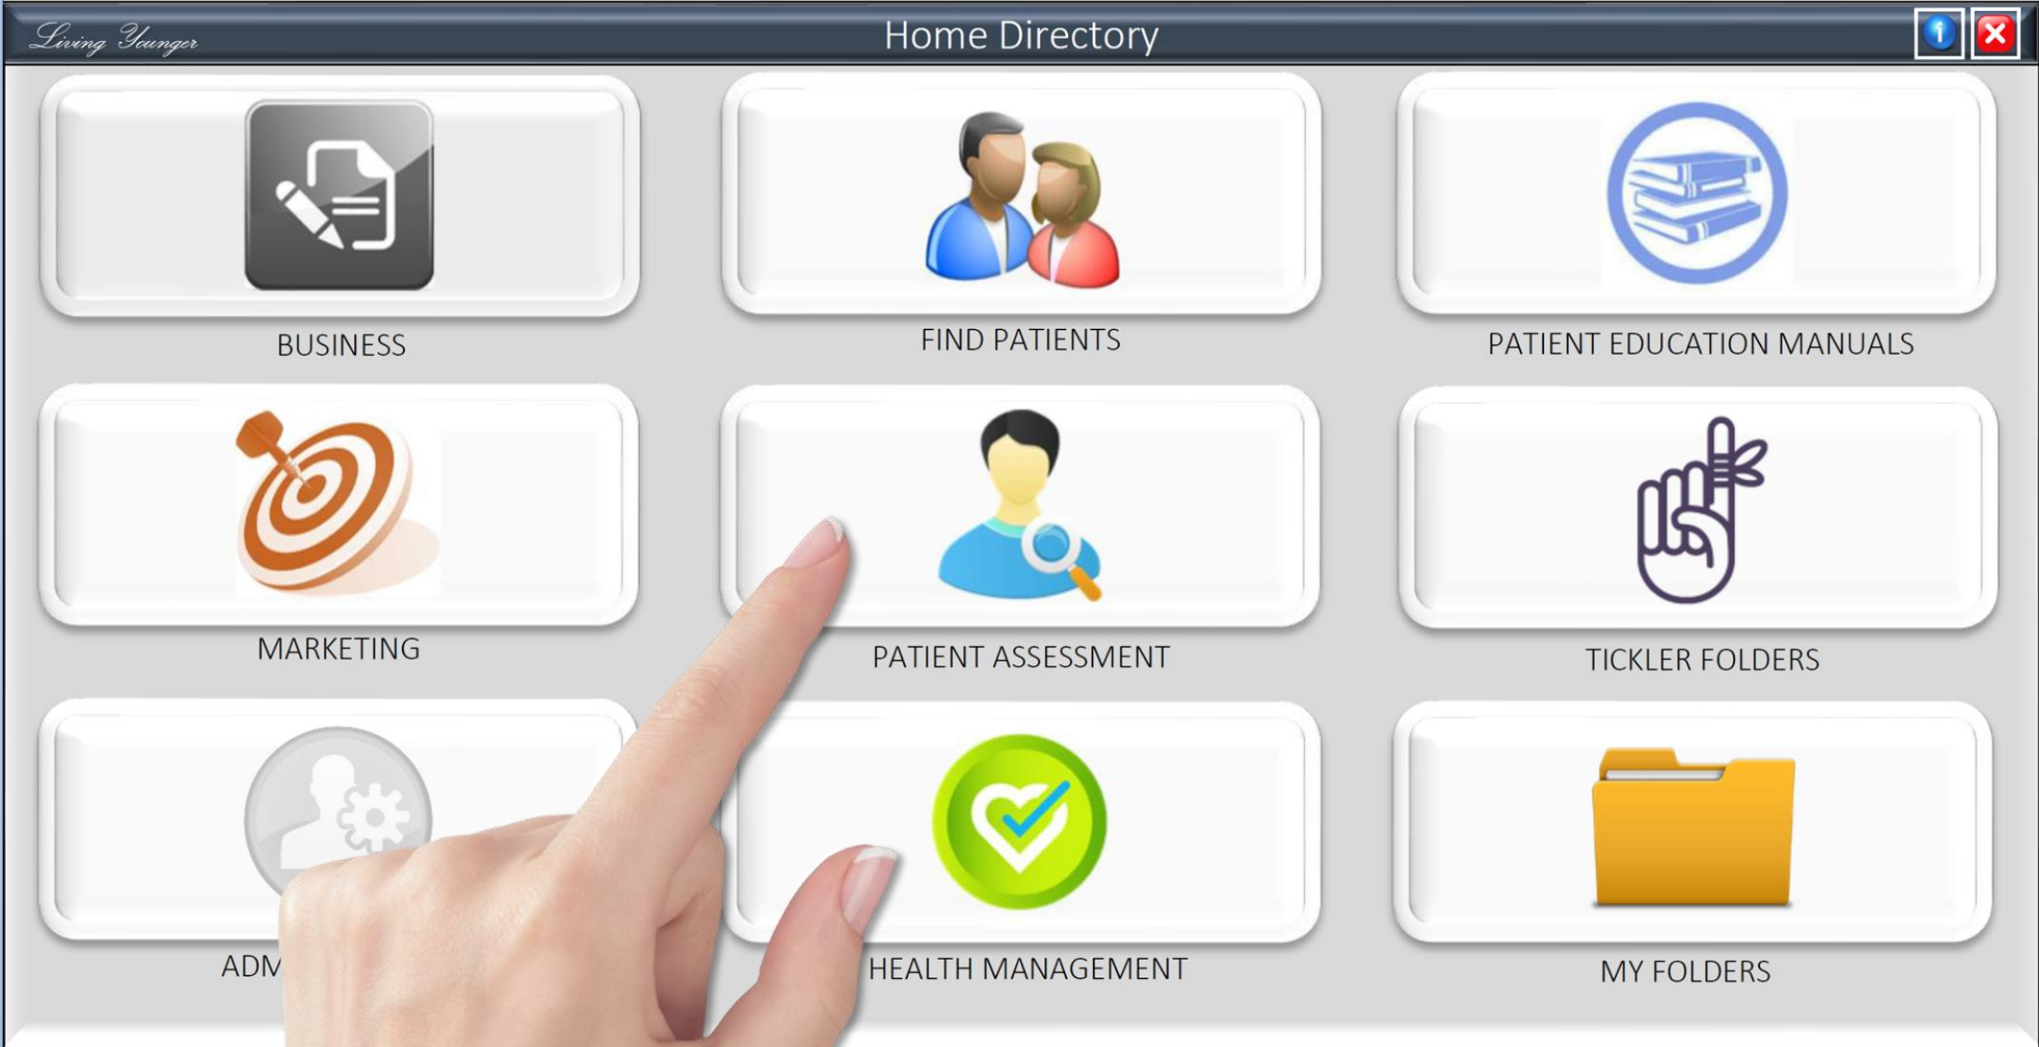 Living Younger
Home Directory
BUSINESS
FIND PATIENTS
PATIENT EDUCATION MANUALS
MARKETING
PATIENT ASSESSMENT
TICKLER FOLDERS
HEALTH MANAGEMENT
MY FOLDERS